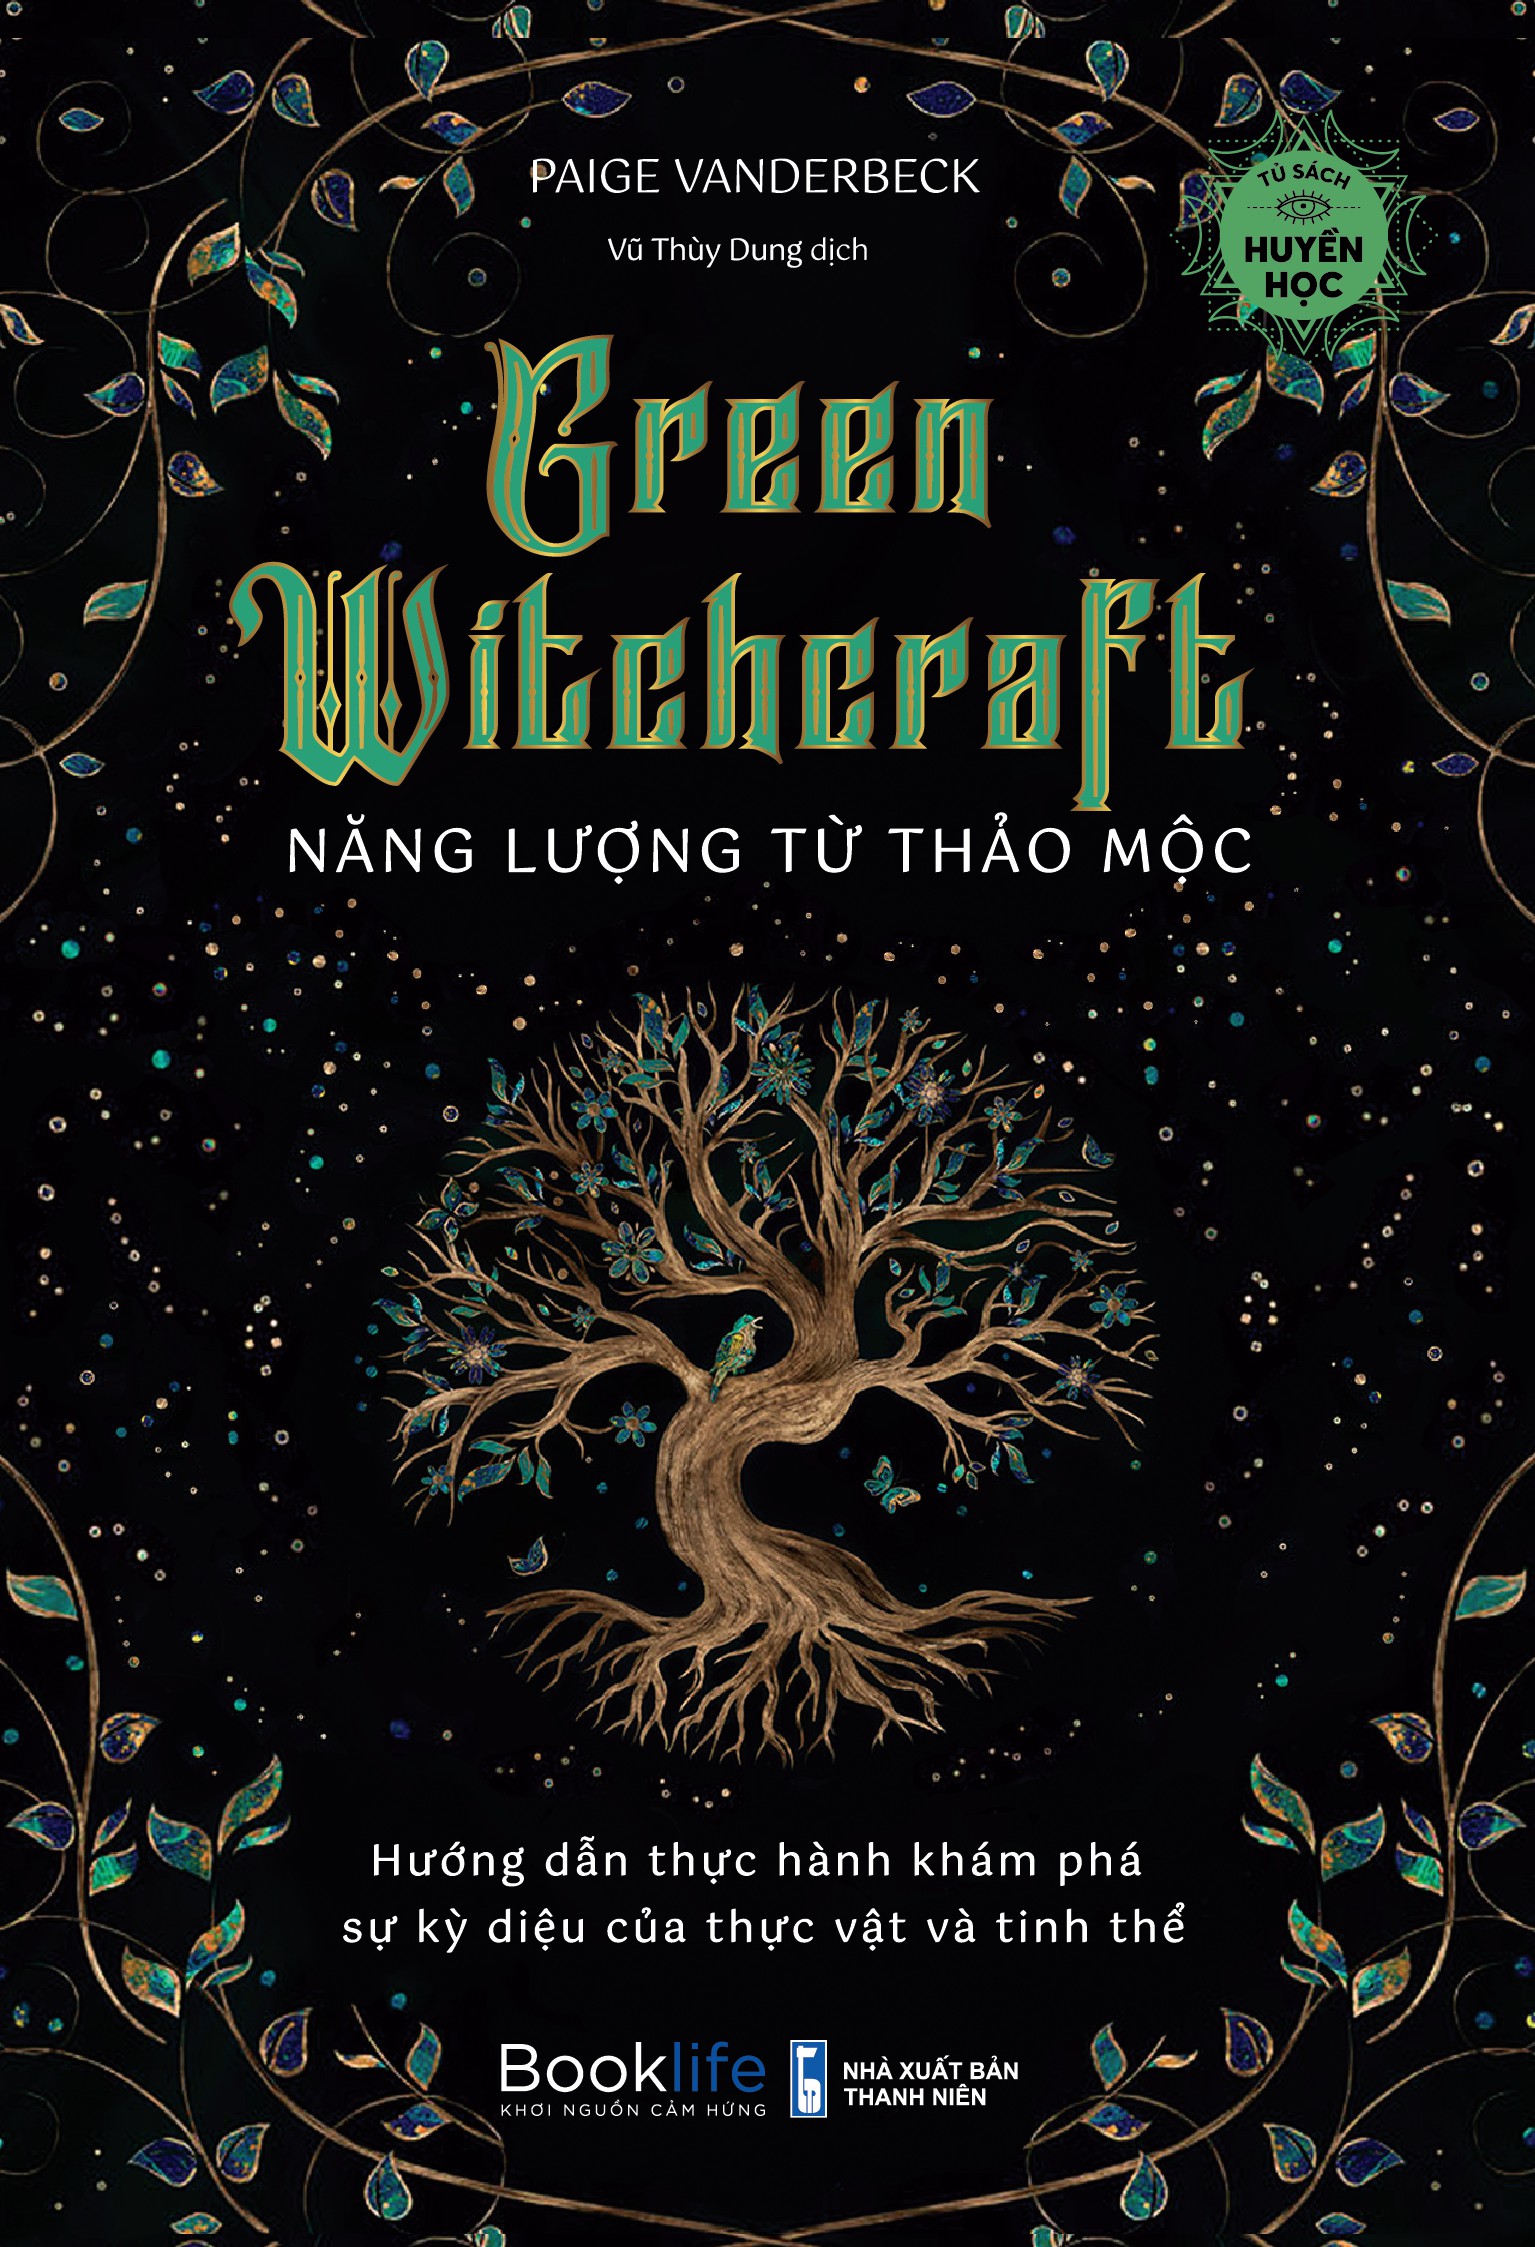 PAIGE VANDERBECK
Vũ Thùy Dung dịch
TỦ SÁCH
HUYỀN
HỌC
Green
Witchcraft
NĂNG LƯỢNG TỪ THẢO MỘC
Hướng dẫn thực hành khám phá
sự kỳ diệu của thực vật và tinh thể
Booklife
KHƠI NGUỒN CẢM HỨNG
NHÀ XUẤT BẢN
THANH NIÊN